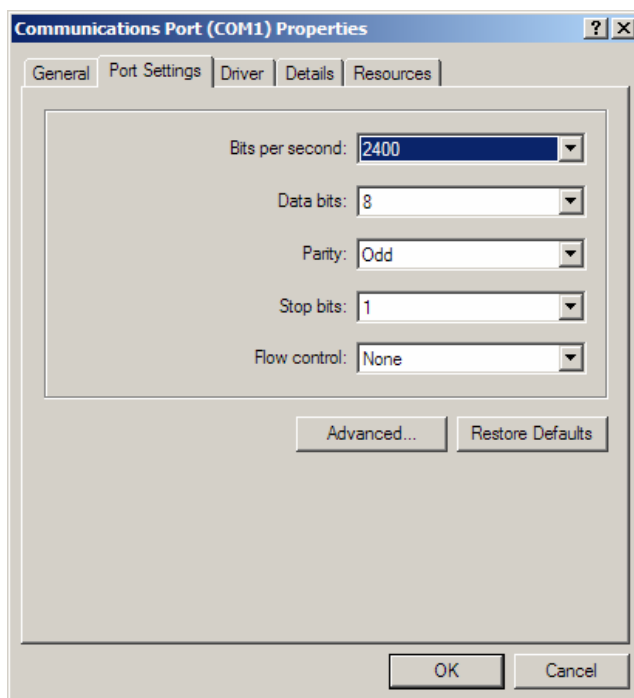 Communications Port (COM1) Properties
General Port Settings Driver Details Resources
Bits per second: 2400
Data bits: 8
Parity: Odd
Stop bits: 1
Flow control: None
Advanced... Restore Defaults
OK Cancel